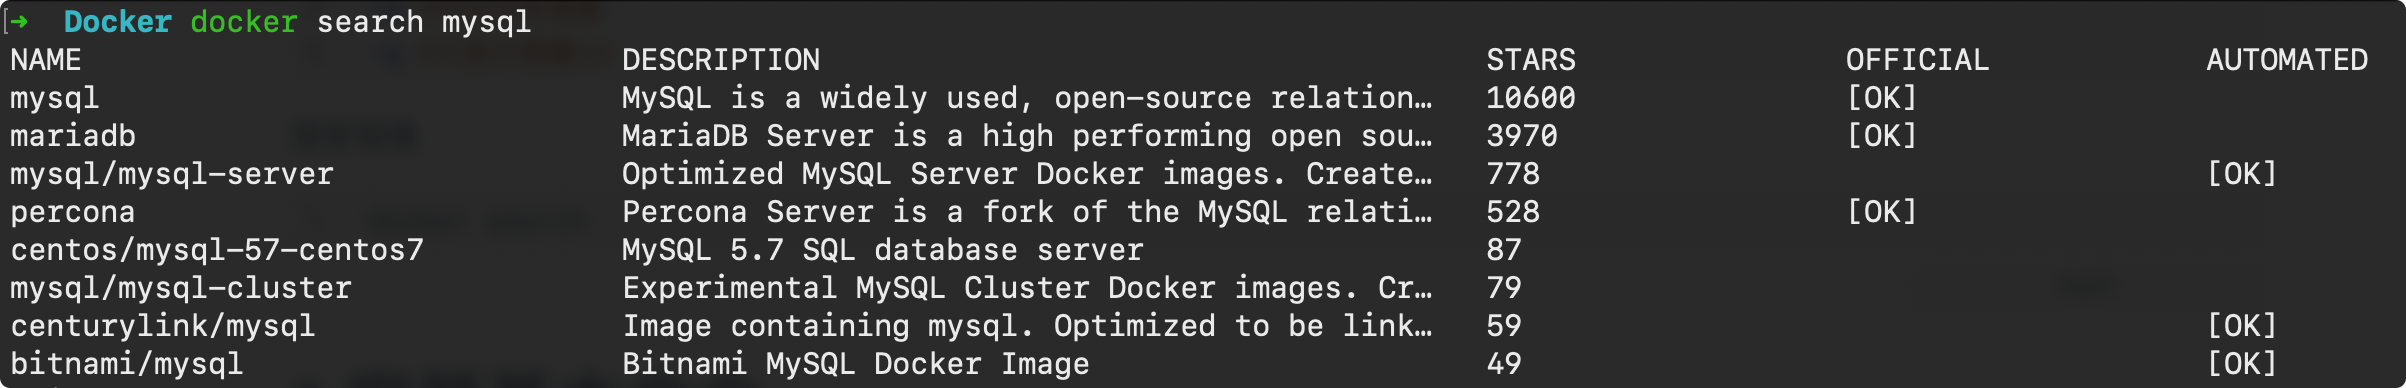 ➜  Docker docker search mysql
NAME DESCRIPTION STARS OFFICIAL AUTOMATED
mysql MySQL is a widely used, open-source relation… 10600 [OK]
mariadb MariaDB Server is a high performing open sou… 3970 [OK]
mysql/mysql-server Optimized MySQL Server Docker images. Create… 778 [OK]
percona Percona Server is a fork of the MySQL relati… 528 [OK]
centos/mysql-57-centos7 MySQL 5.7 SQL database server 87
mysql/mysql-cluster Experimental MySQL Cluster Docker images. Cr… 79
centurylink/mysql Image containing mysql. Optimized to be link… 59 [OK]
bitnami/mysql Bitnami MySQL Docker Image 49 [OK]